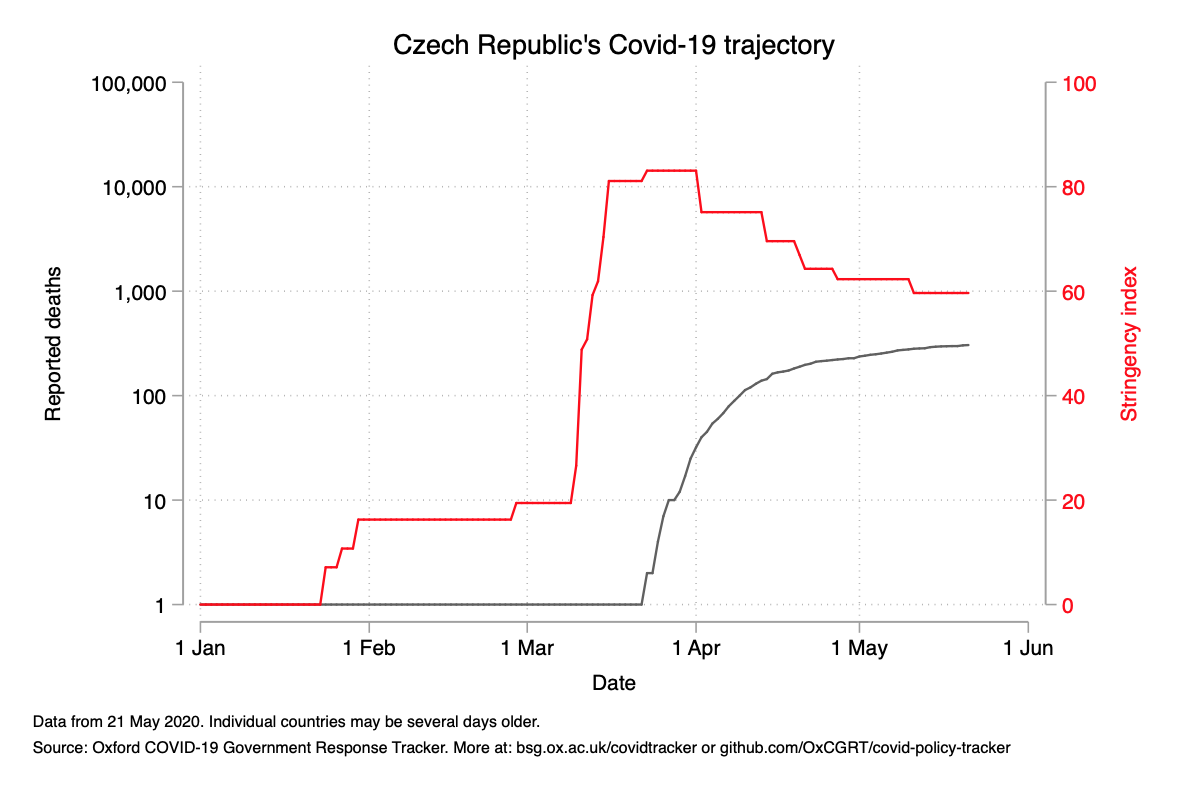 Czech Republic's Covid-19 trajectory
100,000
10,000
1,000
100
10
1
Reported deaths
100
80
60
40
20
0
Stringency index
1 Jan
1 Feb
1 Mar
1 Apr
1 May
1 Jun
Date
Data from 21 May 2020. Individual countries may be several days older.
Source: Oxford COVID-19 Government Response Tracker. More at: bsg.ox.ac.uk/covidtracker or github.com/OxCGRT/covid-policy-tracker